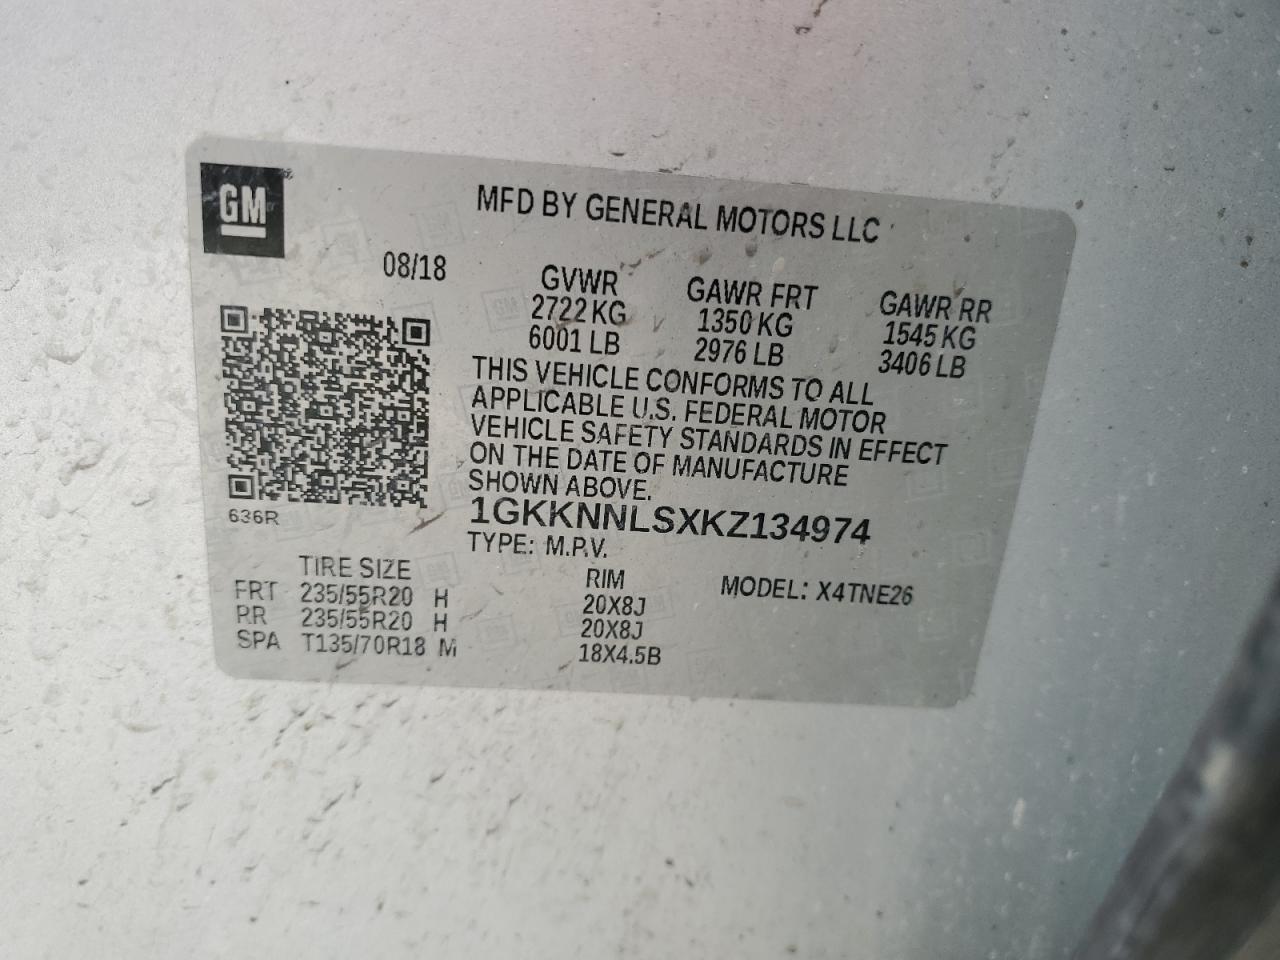 GM
MFD BY GENERAL MOTORS LLC
08/18
GVWR GAWR FRT GAWR RR
2722 KG 1350 KG 1545 KG
6001 LB 2976 LB 3406 LB
THIS VEHICLE CONFORMS TO ALL
APPLICABLE U.S. FEDERAL MOTOR
VEHICLE SAFETY STANDARDS IN EFFECT
ON THE DATE OF MANUFACTURE
SHOWN ABOVE.
636R
1GKKNNLSXKZ134974
TYPE: M.P.V.
MODEL: X4TNE26
TIRE SIZE RIM
FRT 235/55R20 H 20X8J
RR 235/55R20 H 20X8J
SPA T135/70R18 M 18X4.5B